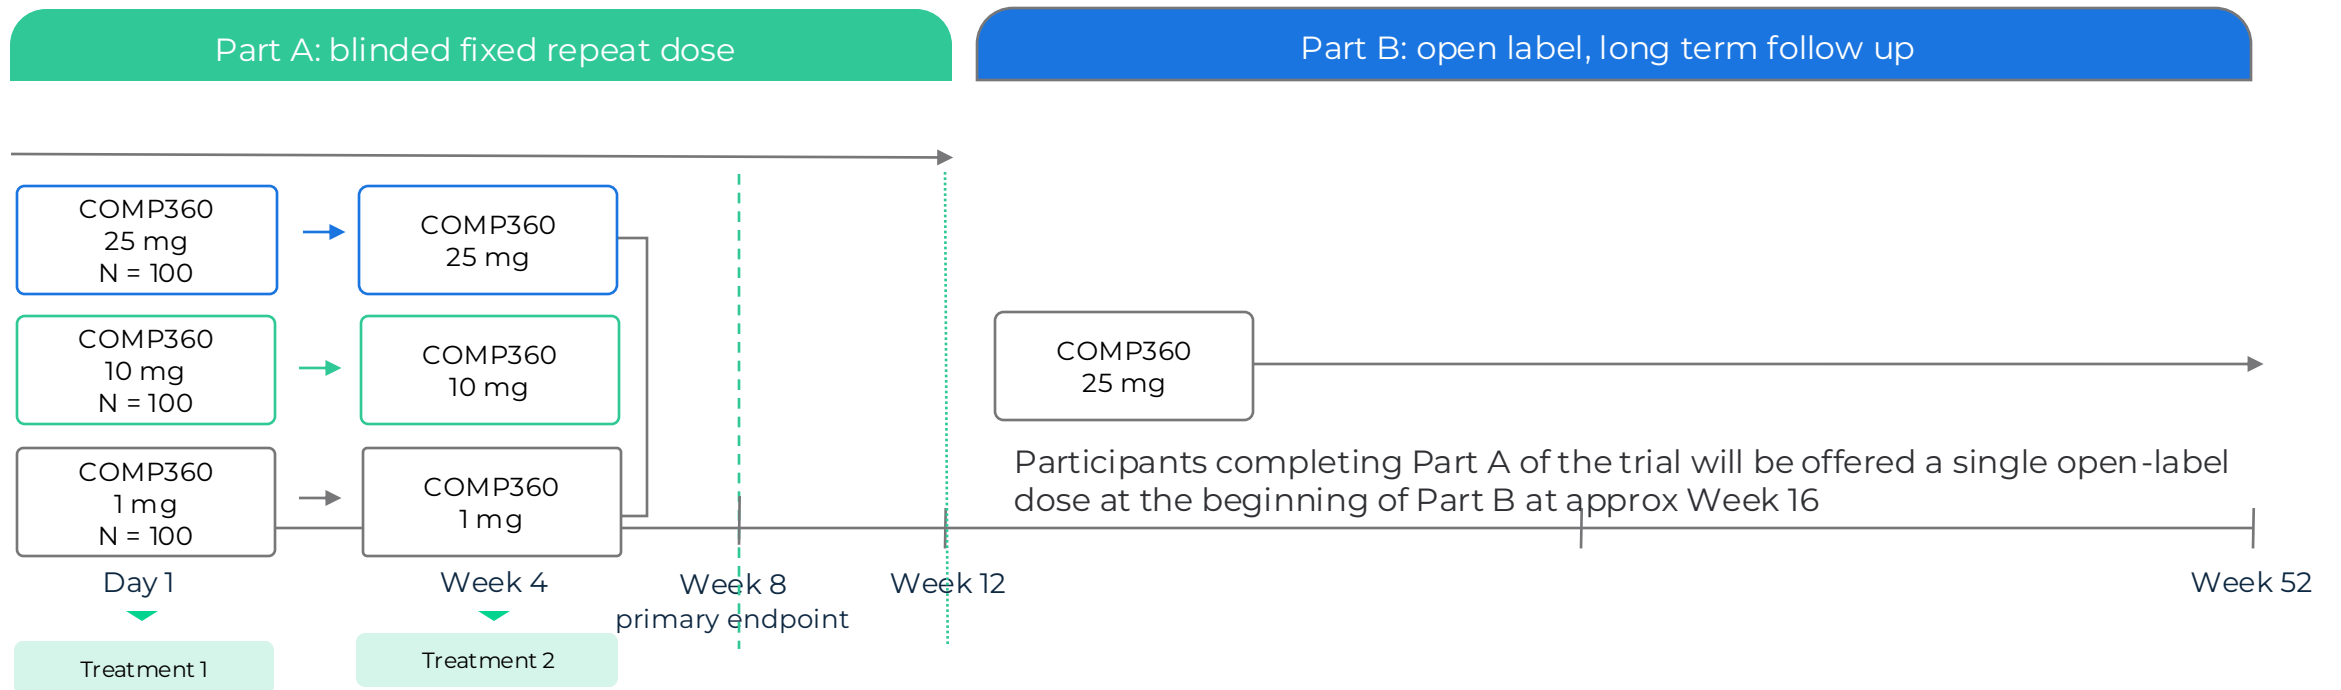 Part A: blinded fixed repeat dose
Part B: open label, long term follow up
COMP360
25 mg
N = 100
COMP360
25 mg
COMP360
10 mg
N = 100
COMP360
10 mg
COMP360
25 mg
COMP360
1 mg
N = 100
COMP360
1 mg
Participants completing Part A of the trial will be offered a single open-label
dose at the beginning of Part B at approx Week 16
Day 1
Week 4
Week 8
primary endpoint
Week 12
Week 52
Treatment 1
Treatment 2